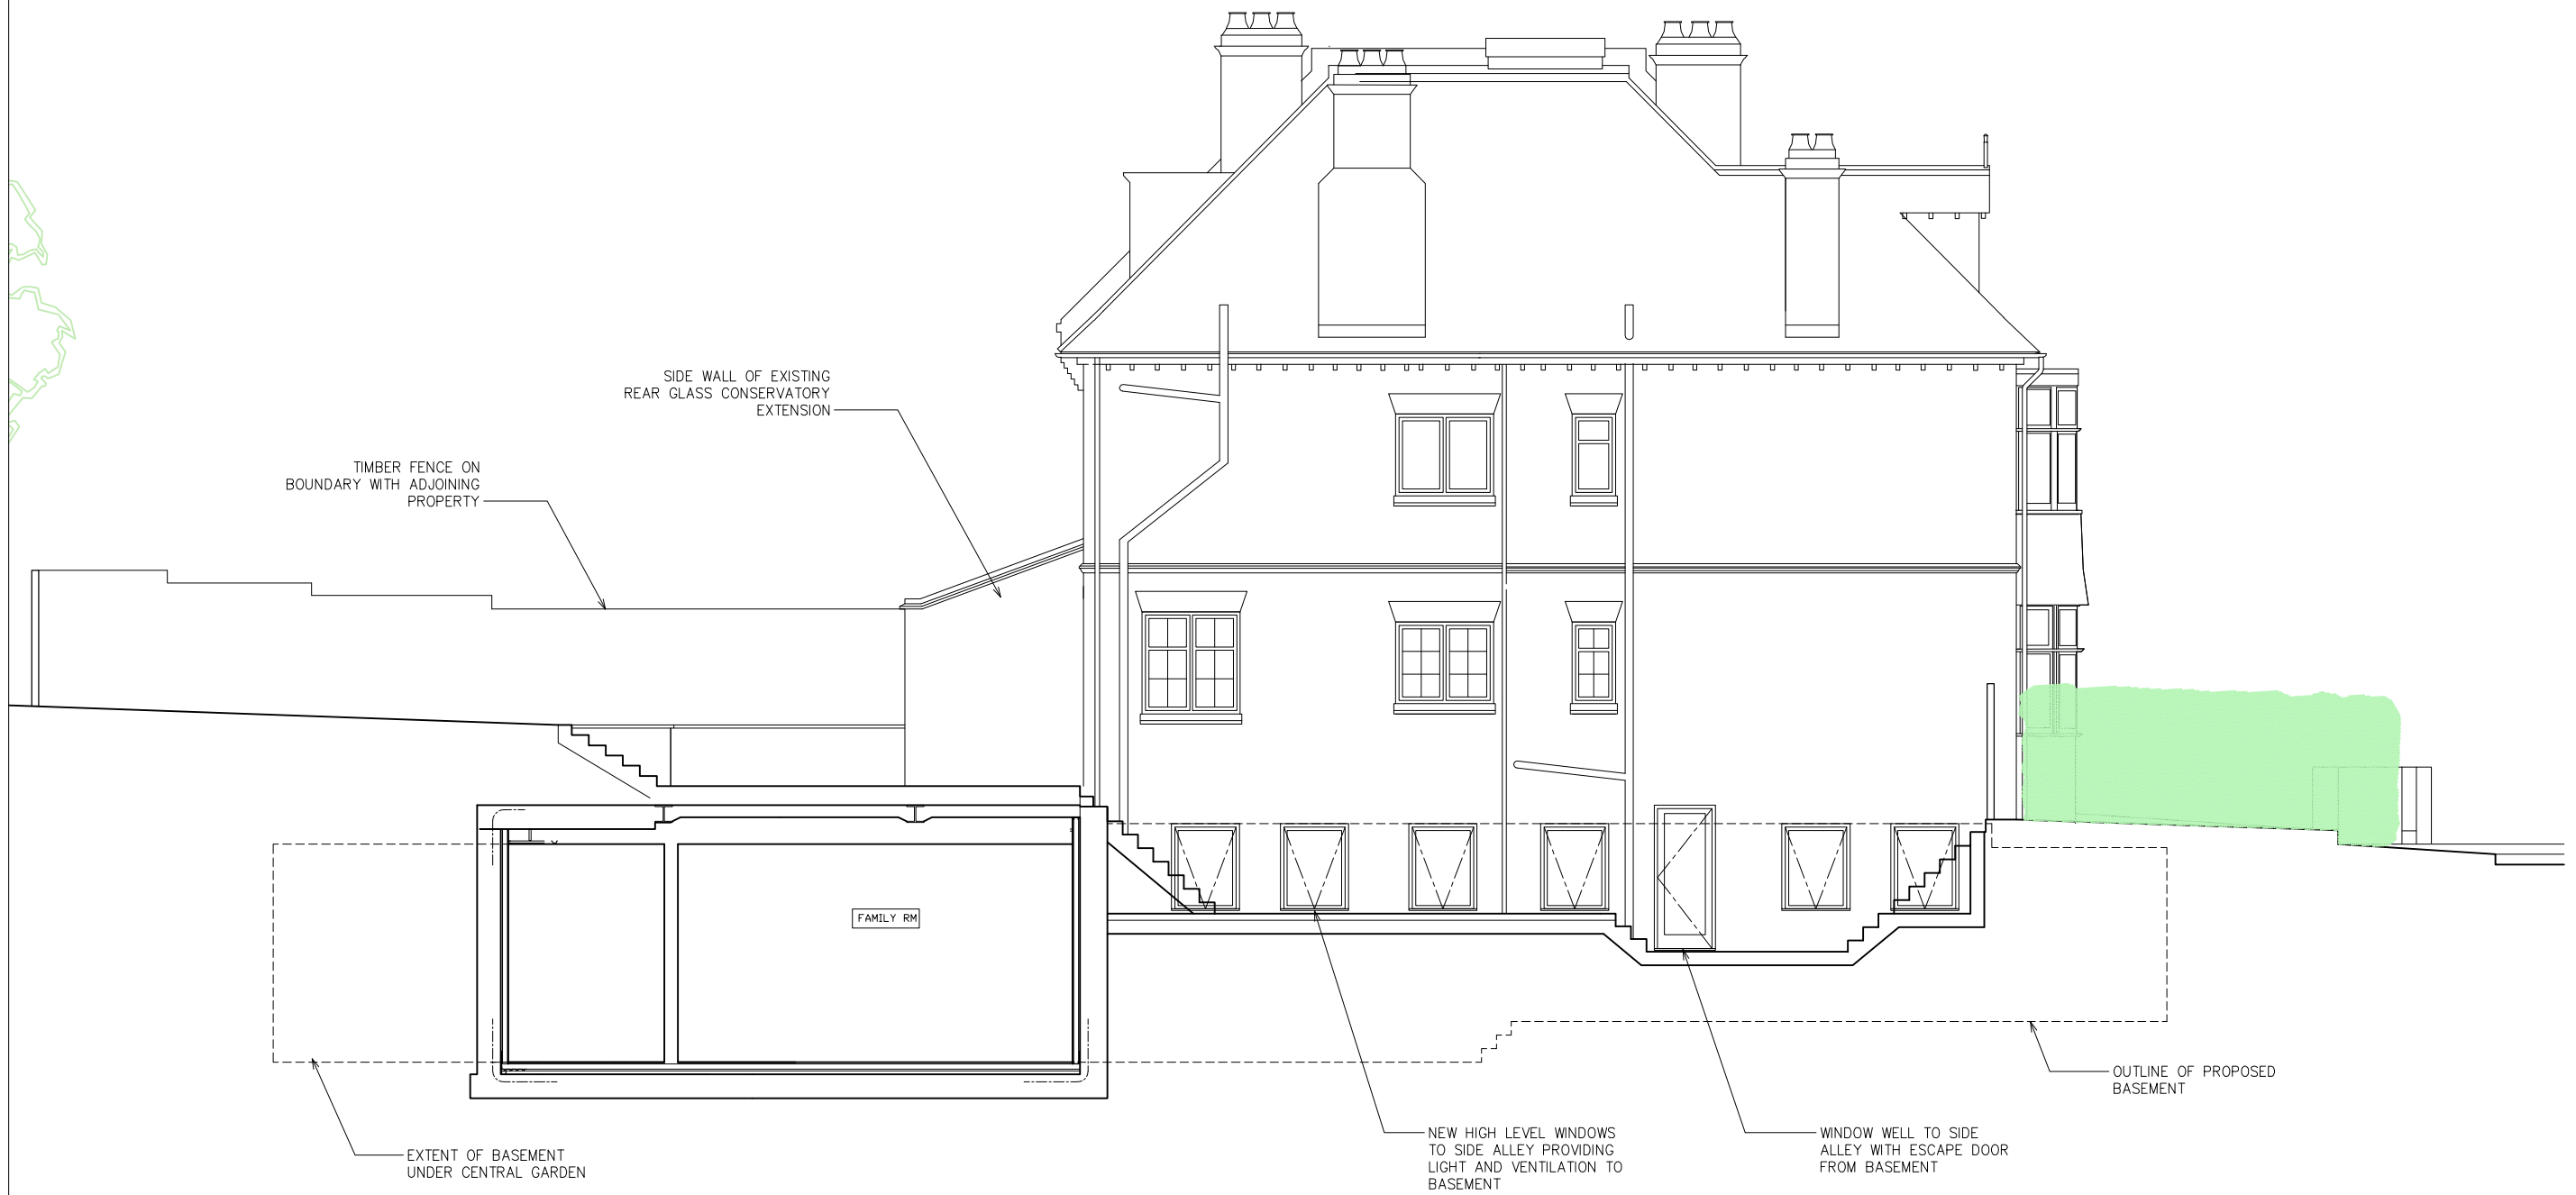 SIDE WALL OF EXISTING
REAR GLASS CONSERVATORY
EXTENSION
TIMBER FENCE ON
BOUNDARY WITH ADJOINING
PROPERTY
FAMILY RM
OUTLINE OF PROPOSED
BASEMENT
EXTENT OF BASEMENT
UNDER CENTRAL GARDEN
NEW HIGH LEVEL WINDOWS
TO SIDE ALLEY PROVIDING
LIGHT AND VENTILATION TO
BASEMENT
WINDOW WELL TO SIDE
ALLEY WITH ESCAPE DOOR
FROM BASEMENT